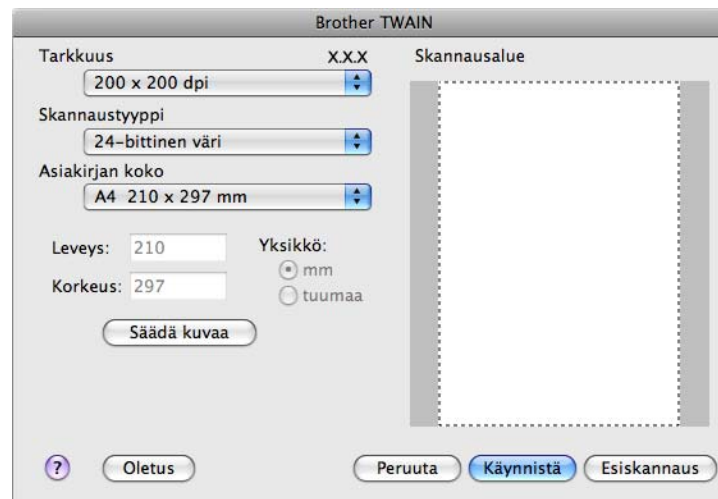 Brother TWAIN
Tarkkuus X.X.X
200 x 200 dpi
Skannaustyyppi
24-bittinen väri
Asiakirjan koko
A4 210 x 297 mm
Leveys: 210
Korkeus: 297
Yksikkö:
mm
tuumaa
Säädä kuvaa
Skannausalue
? Oletus Peruuta Käynnistä Esiskannaus